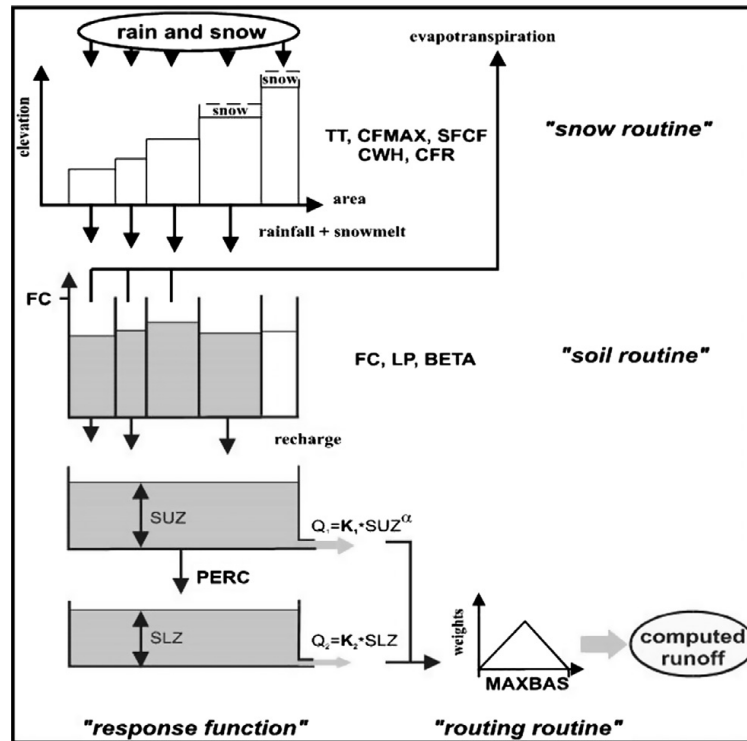 rain and snow
evapotranspiration
snow
snow
elevation
TT, CFMAX, SFCF
CWH, CFR
"snow routine"
area
rainfall + snowmelt
FC
FC, LP, BETA
"soil routine"
recharge
SUZ
Q₁=K₁*SUZ^α
PERC
SLZ
Q₂=K₂*SLZ
weights
MAXBAS
computed
runoff
"response function"
"routing routine"